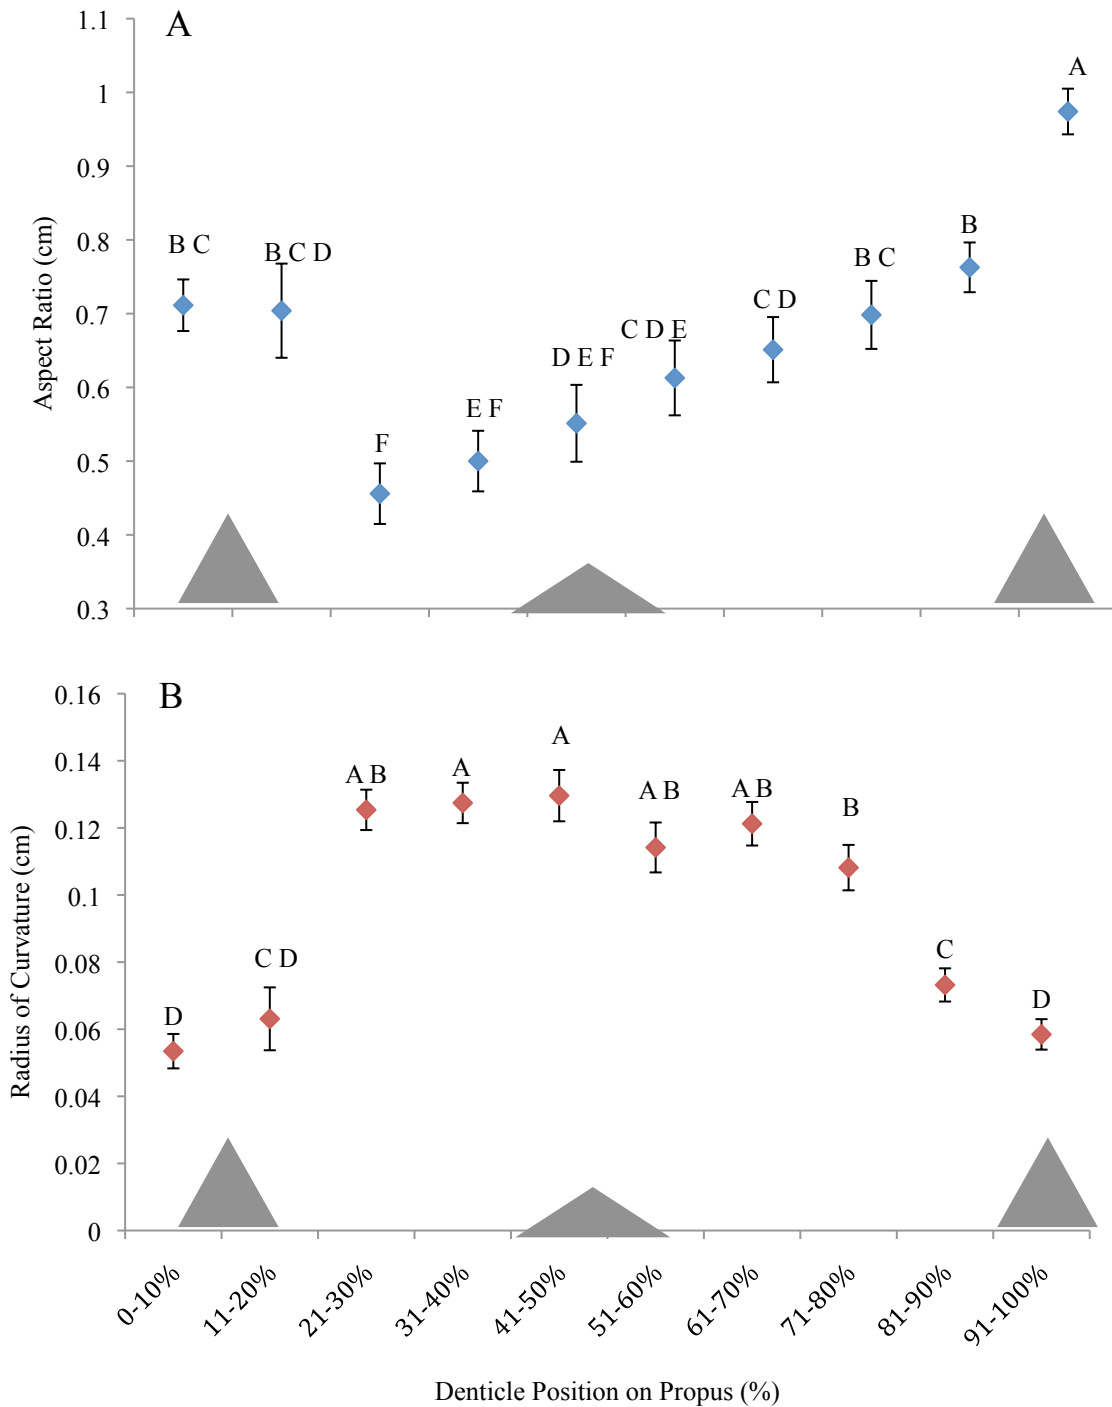 A
1.1
1
0.9
0.8
0.7
0.6
0.5
0.4
0.3
Aspect Ratio (cm)
B C
B C D
F
E F
D E F
C D E
C D
B C
B
A
B
0.16
0.14
0.12
0.1
0.08
0.06
0.04
0.02
0
Radius of Curvature (cm)
D
C D
A B
A
A
A B
A B
B
C
D
0-10%
11-20%
21-30%
31-40%
41-50%
51-60%
61-70%
71-80%
81-90%
91-100%
Denticle Position on Propus (%)